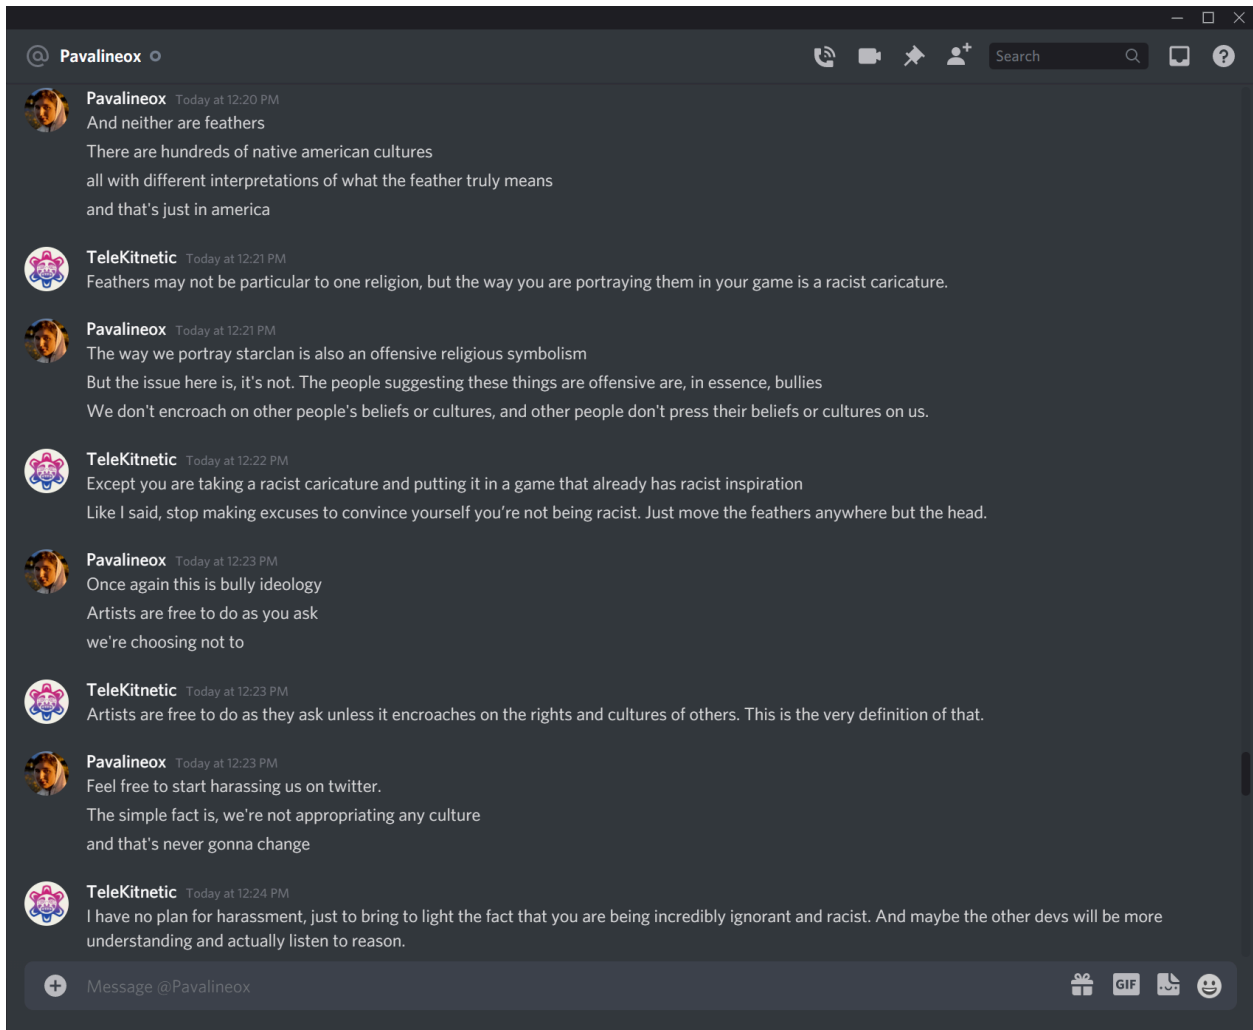 Pavalineox
Search
Pavalineox Today at 12:20 PM
And neither are feathers
There are hundreds of native american cultures
all with different interpretations of what the feather truly means
and that's just in america
TeleKitnetic Today at 12:21 PM
Feathers may not be particular to one religion, but the way you are portraying them in your game is a racist caricature.
Pavalineox Today at 12:21 PM
The way we portray starclan is also an offensive religious symbolism
But the issue here is, it's not. The people suggesting these things are offensive are, in essence, bullies
We don't encroach on other people's beliefs or cultures, and other people don't press their beliefs or cultures on us.
TeleKitnetic Today at 12:22 PM
Except you are taking a racist caricature and putting it in a game that already has racist inspiration
Like I said, stop making excuses to convince yourself you're not being racist. Just move the feathers anywhere but the head.
Pavalineox Today at 12:23 PM
Once again this is bully ideology
Artists are free to do as you ask
we're choosing not to
TeleKitnetic Today at 12:23 PM
Artists are free to do as they ask unless it encroaches on the rights and cultures of others. This is the very definition of that.
Pavalineox Today at 12:23 PM
Feel free to start harassing us on twitter.
The simple fact is, we're not appropriating any culture
and that's never gonna change
TeleKitnetic Today at 12:24 PM
I have no plan for harassment, just to bring to light the fact that you are being incredibly ignorant and racist. And maybe the other devs will be more
understanding and actually listen to reason.
Message @Pavalineox
GIF